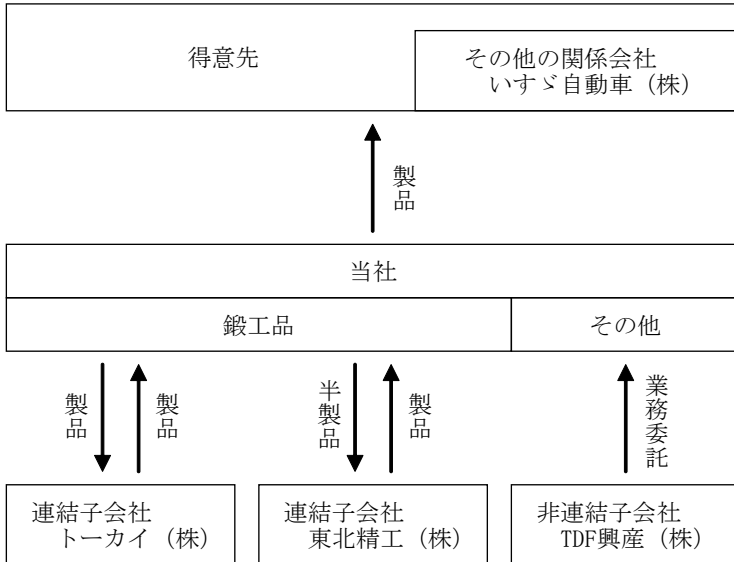 得意先
その他の関係会社
いすゞ自動車（株）
製品
当社
鍛工品
その他
製品
製品
半製品
製品
業務委託
連結子会社
トーカイ（株）
連結子会社
東北精工（株）
非連結子会社
TDF興産（株）